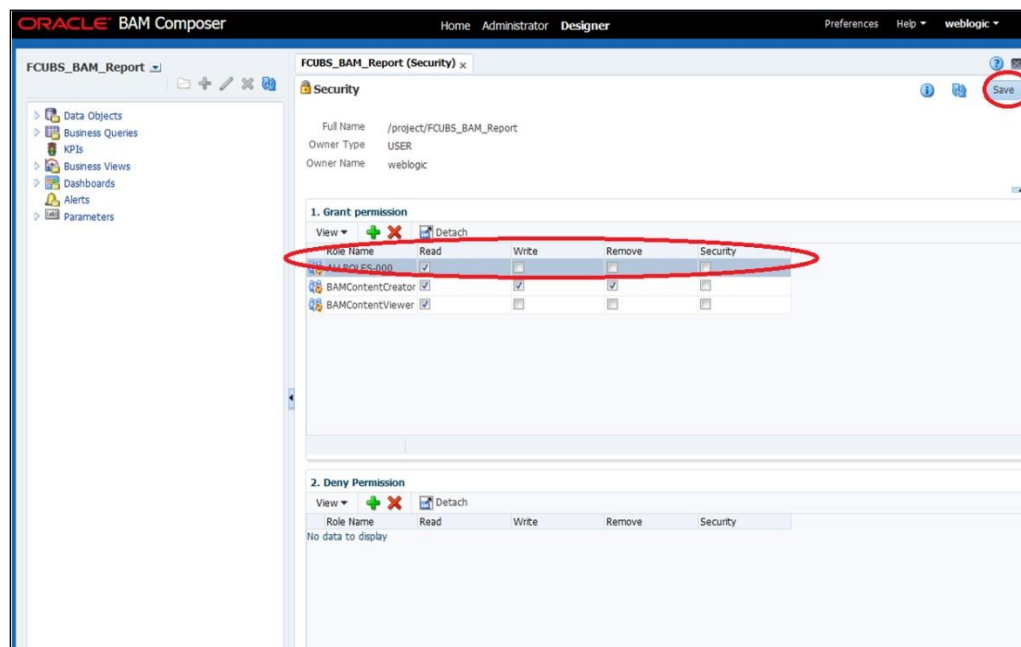 ORACLE BAM Composer
Home Administrator Designer
Preferences Help weblogic
FCUBS_BAM_Report
Data Objects
Business Queries
KPIs
Business Views
Dashboards
Alerts
Parameters
FCUBS_BAM_Report (Security) x
Security
Save
Full Name /project/FCUBS_BAM_Report
Owner Type USER
Owner Name weblogic
1. Grant permission
View Detach
Role Name Read Write Remove Security
BAMContentCreator
BAMContentViewer
2. Deny Permission
View Detach
Role Name Read Write Remove Security
No data to display